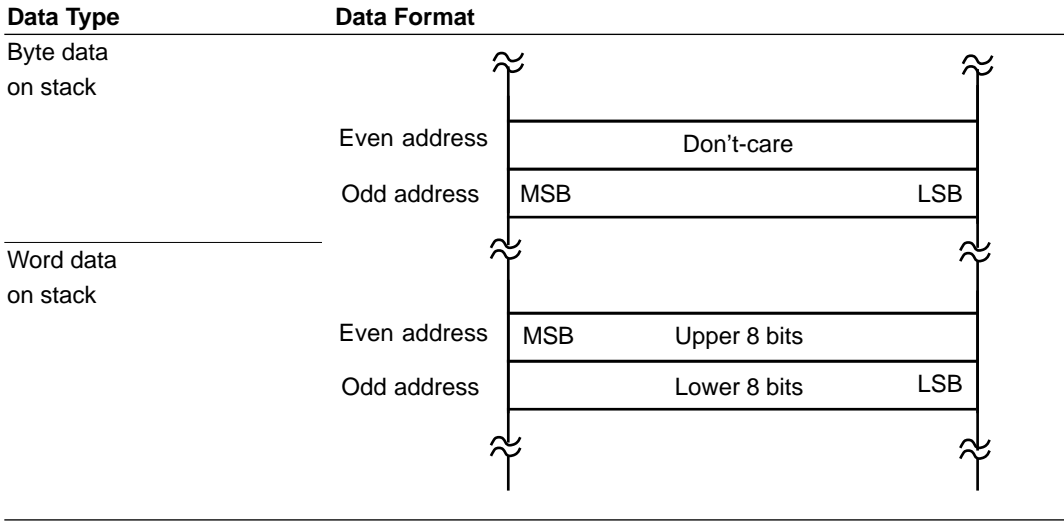 Data Type Data Format
Byte data
on stack
Even address Don't-care
Odd address MSB LSB
Word data
on stack
Even address MSB Upper 8 bits
Odd address Lower 8 bits LSB